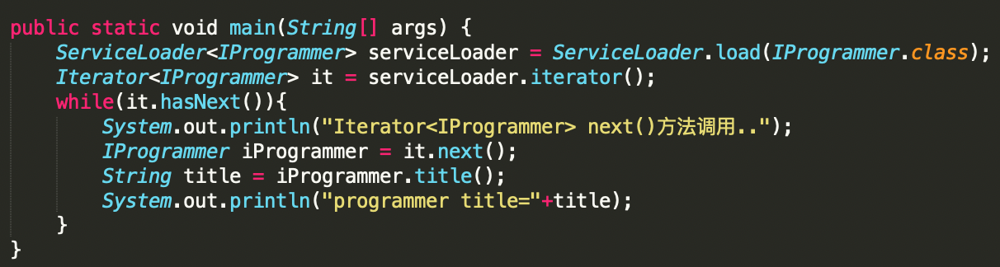 public static void main(String[] args) {
    ServiceLoader<IProgrammer> serviceLoader = ServiceLoader.load(IProgrammer.class);
    Iterator<IProgrammer> it = serviceLoader.iterator();
    while(it.hasNext()){
        System.out.println("Iterator<IProgrammer> next()方法调用..");
        IProgrammer iProgrammer = it.next();
        String title = iProgrammer.title();
        System.out.println("programmer title="+title);
    }
}